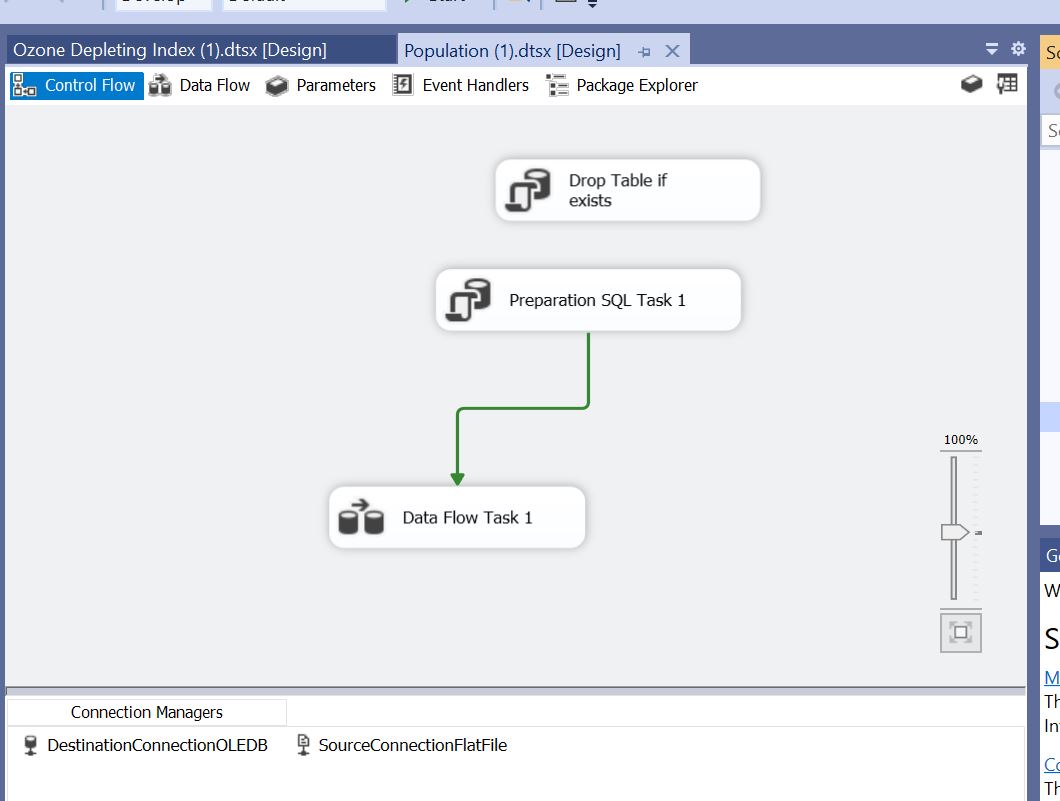 Ozone Depleting Index (1).dtsx [Design]
Population (1).dtsx [Design]
Control Flow
Data Flow
Parameters
Event Handlers
Package Explorer
Drop Table if
exists
Preparation SQL Task 1
100%
Data Flow Task 1
Connection Managers
DestinationConnectionOLEDB
SourceConnectionFlatFile